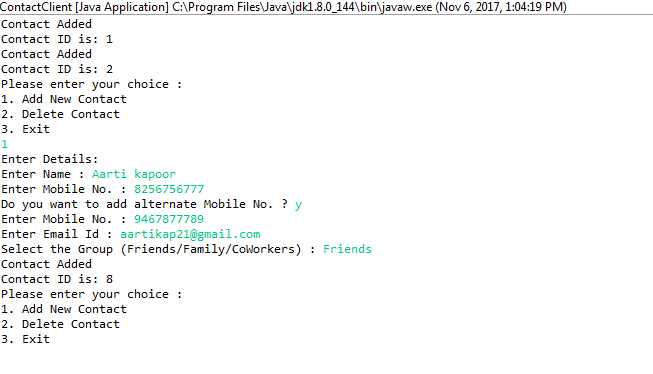 ContactClient [Java Application] C:\Program Files\Java\jdk1.8.0_144\bin\javaw.exe (Nov 6, 2017, 1:04:19 PM)
Contact Added
Contact ID is: 1
Contact Added
Contact ID is: 2
Please enter your choice :
1. Add New Contact
2. Delete Contact
3. Exit
1
Enter Details:
Enter Name : Aarti kapoor
Enter Mobile No. : 8256756777
Do you want to add alternate Mobile No. ? y
Enter Mobile No. : 9467877789
Enter Email Id : aartikap21@gmail.com
Select the Group (Friends/Family/CoWorkers) : Friends
Contact Added
Contact ID is: 8
Please enter your choice :
1. Add New Contact
2. Delete Contact
3. Exit